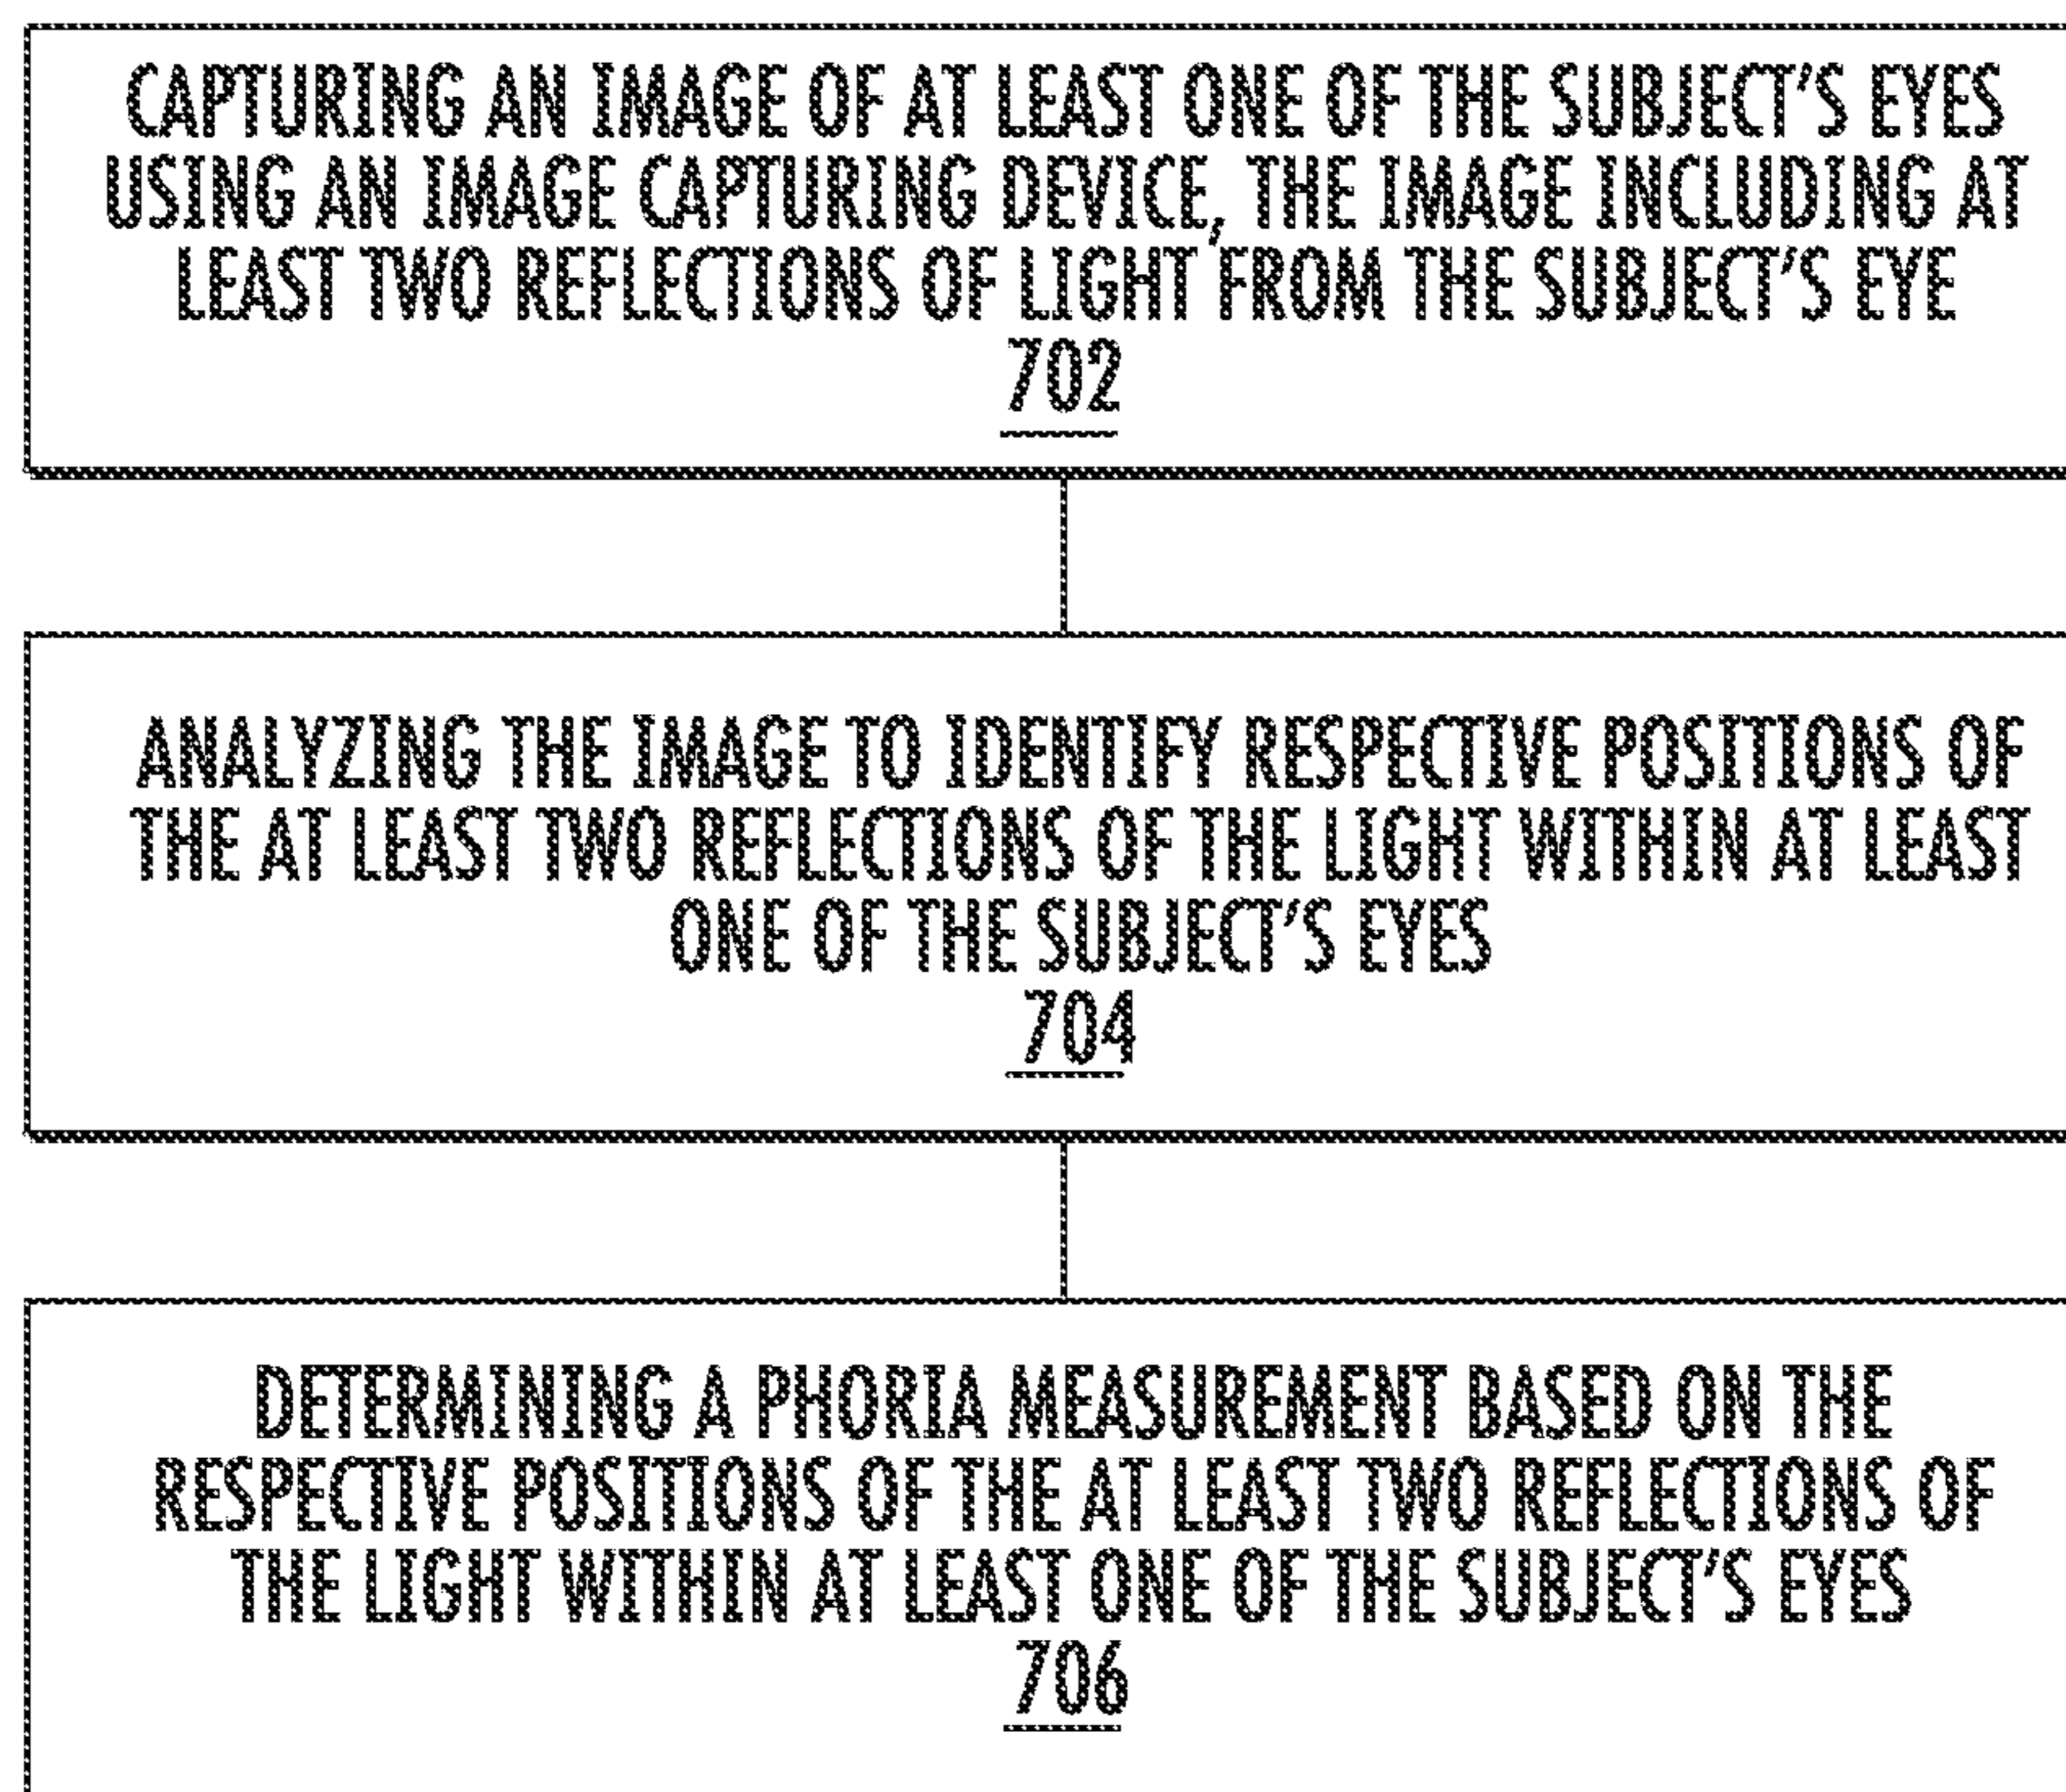 CAPTURING AN IMAGE OF AT LEAST ONE OF THE SUBJECT'S EYES
USING AN IMAGE CAPTURING DEVICE, THE IMAGE INCLUDING AT
LEAST TWO REFLECTIONS OF LIGHT FROM THE SUBJECT'S EYE
702
ANALYZING THE IMAGE TO IDENTIFY RESPECTIVE POSITIONS OF
THE AT LEAST TWO REFLECTIONS OF THE LIGHT WITHIN AT LEAST
ONE OF THE SUBJECT'S EYES
704
DETERMINING A PHORIA MEASUREMENT BASED ON THE
RESPECTIVE POSITIONS OF THE AT LEAST TWO REFLECTIONS OF
THE LIGHT WITHIN AT LEAST ONE OF THE SUBJECT'S EYES
706